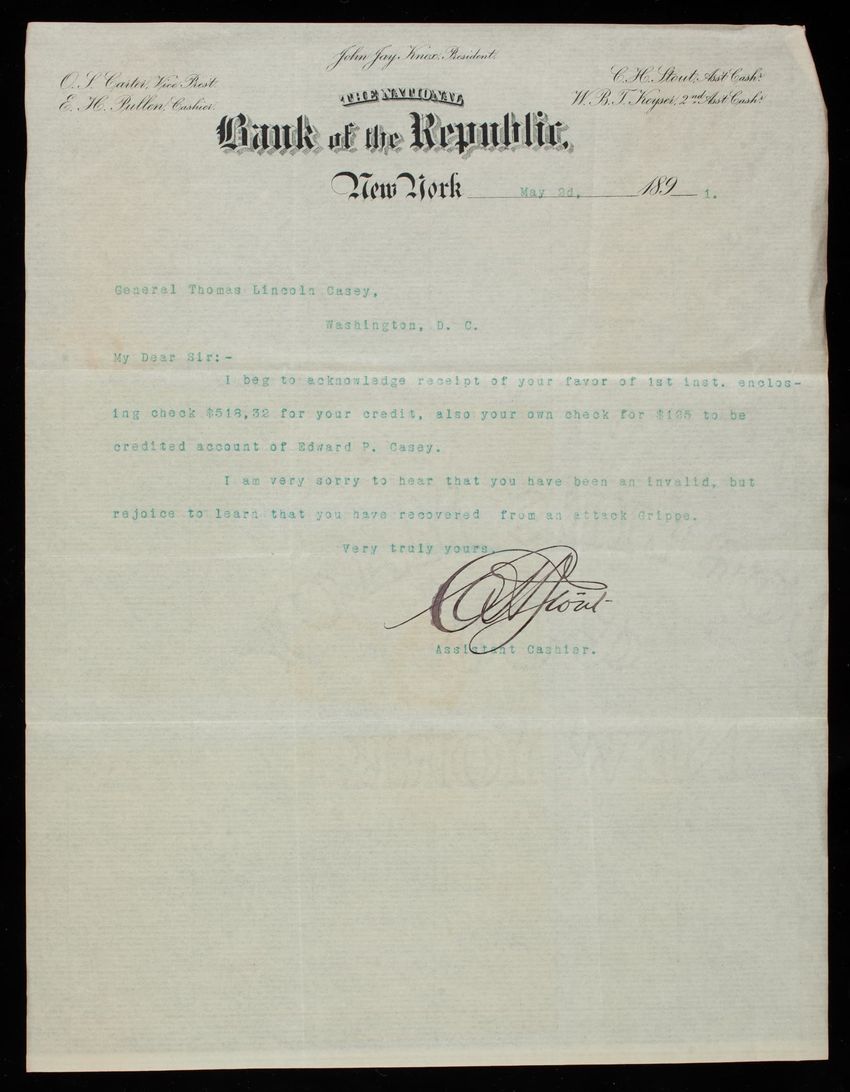 John Jay Knox, President.
O. S. Carter, Vice Prest.
E. H. Pullen, Cashier.
C. H. Stout, Asst Cashr.
W. B. T. Keyser, 2nd Asst Cashr.
THE NATIONAL
Bank of the Republic,
New York May 2d, 189 1.
General Thomas Lincoln Casey,
Washington, D. C.
My Dear Sir:-
I beg to acknowledge receipt of your favor of 1st inst. enclos-
ing check $518,32 for your credit, also your own check for $125 to be
credited account of Edward P. Casey.
I am very sorry to hear that you have been an invalid, but
rejoice to learn that you have recovered from an attack Grippe.
Very truly yours,
C H Stout
Assistant Cashier.